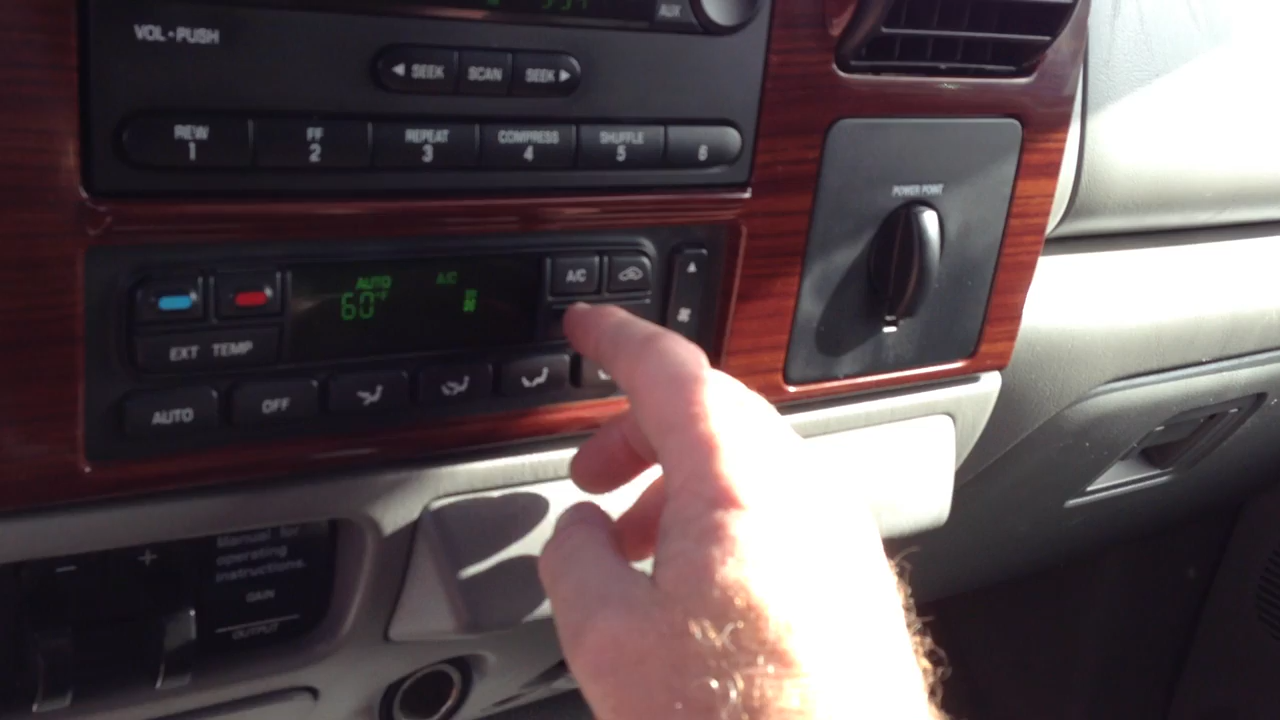 AUX
VOL•PUSH
◀ SEEK SCAN SEEK ▶
REW FF REPEAT COMPRESS SHUFFLE
1 2 3 4 5 6
POWER POINT
AUTO A/C
60°F
A/C
EXT TEMP
AUTO OFF
Manual for
operating
instructions.
− +
GAIN
OUTPUT